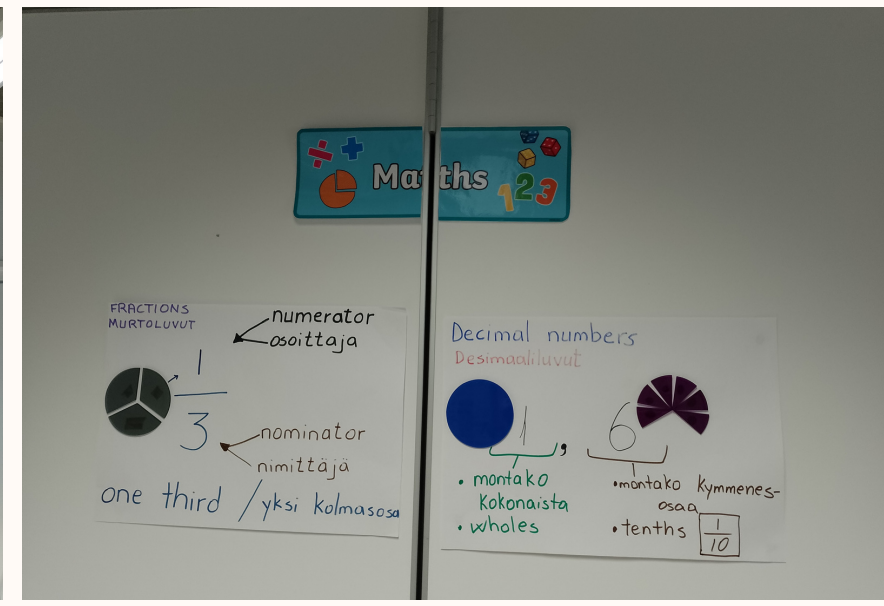 Maths
123
FRACTIONS
MURTOLUVUT
numerator
osoittaja
1
3
nominator
nimittäjä
one third / yksi kolmasosa
Decimal numbers
Desimaaliluvut
1 , 6
• montako
kokonaista
• wholes
• montako kymmenes-
osaa
• tenths 1/10